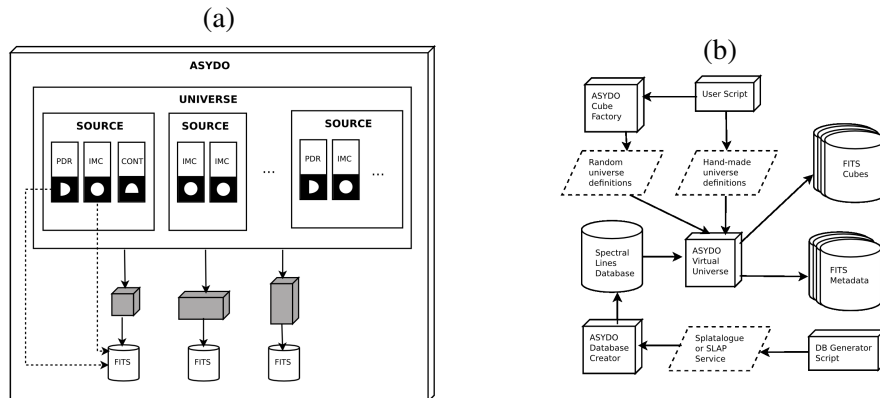 (a)
ASYDO
UNIVERSE
SOURCE
PDR
IMC
CONT
SOURCE
IMC
IMC
...
SOURCE
PDR
IMC
...
FITS
FITS
FITS
(b)
ASYDO
Cube
Factory
User Script
Random
universe
definitions
Hand-made
universe
definitions
FITS
Cubes
Spectral
Lines
Database
ASYDO
Virtual
Universe
FITS
Metadata
ASYDO
Database
Creator
Splatalogue
or SLAP
Service
DB Generator
Script